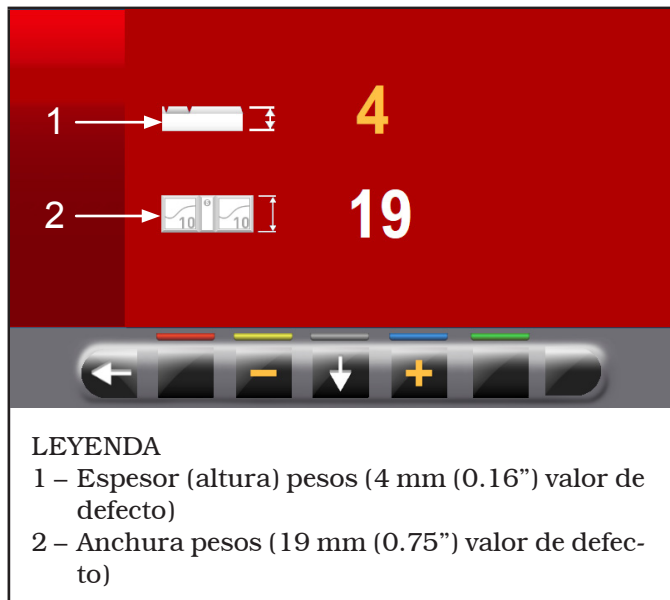 1
4
10
10
2
19
LEYENDA
1 – Espesor (altura) pesos (4 mm (0.16”) valor de
defecto)
2 – Anchura pesos (19 mm (0.75”) valor de defec-
to)